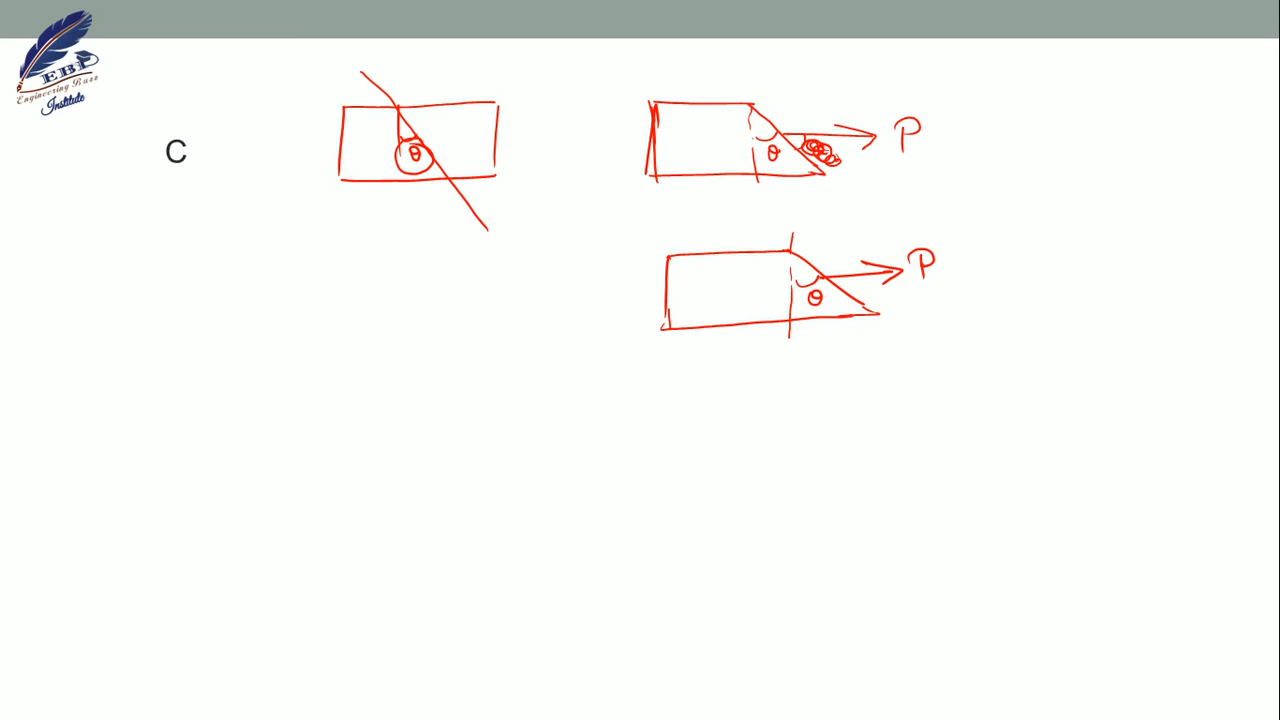 EBP
Engineering Buzz
Institute
C
θ
θ
P
θ
P